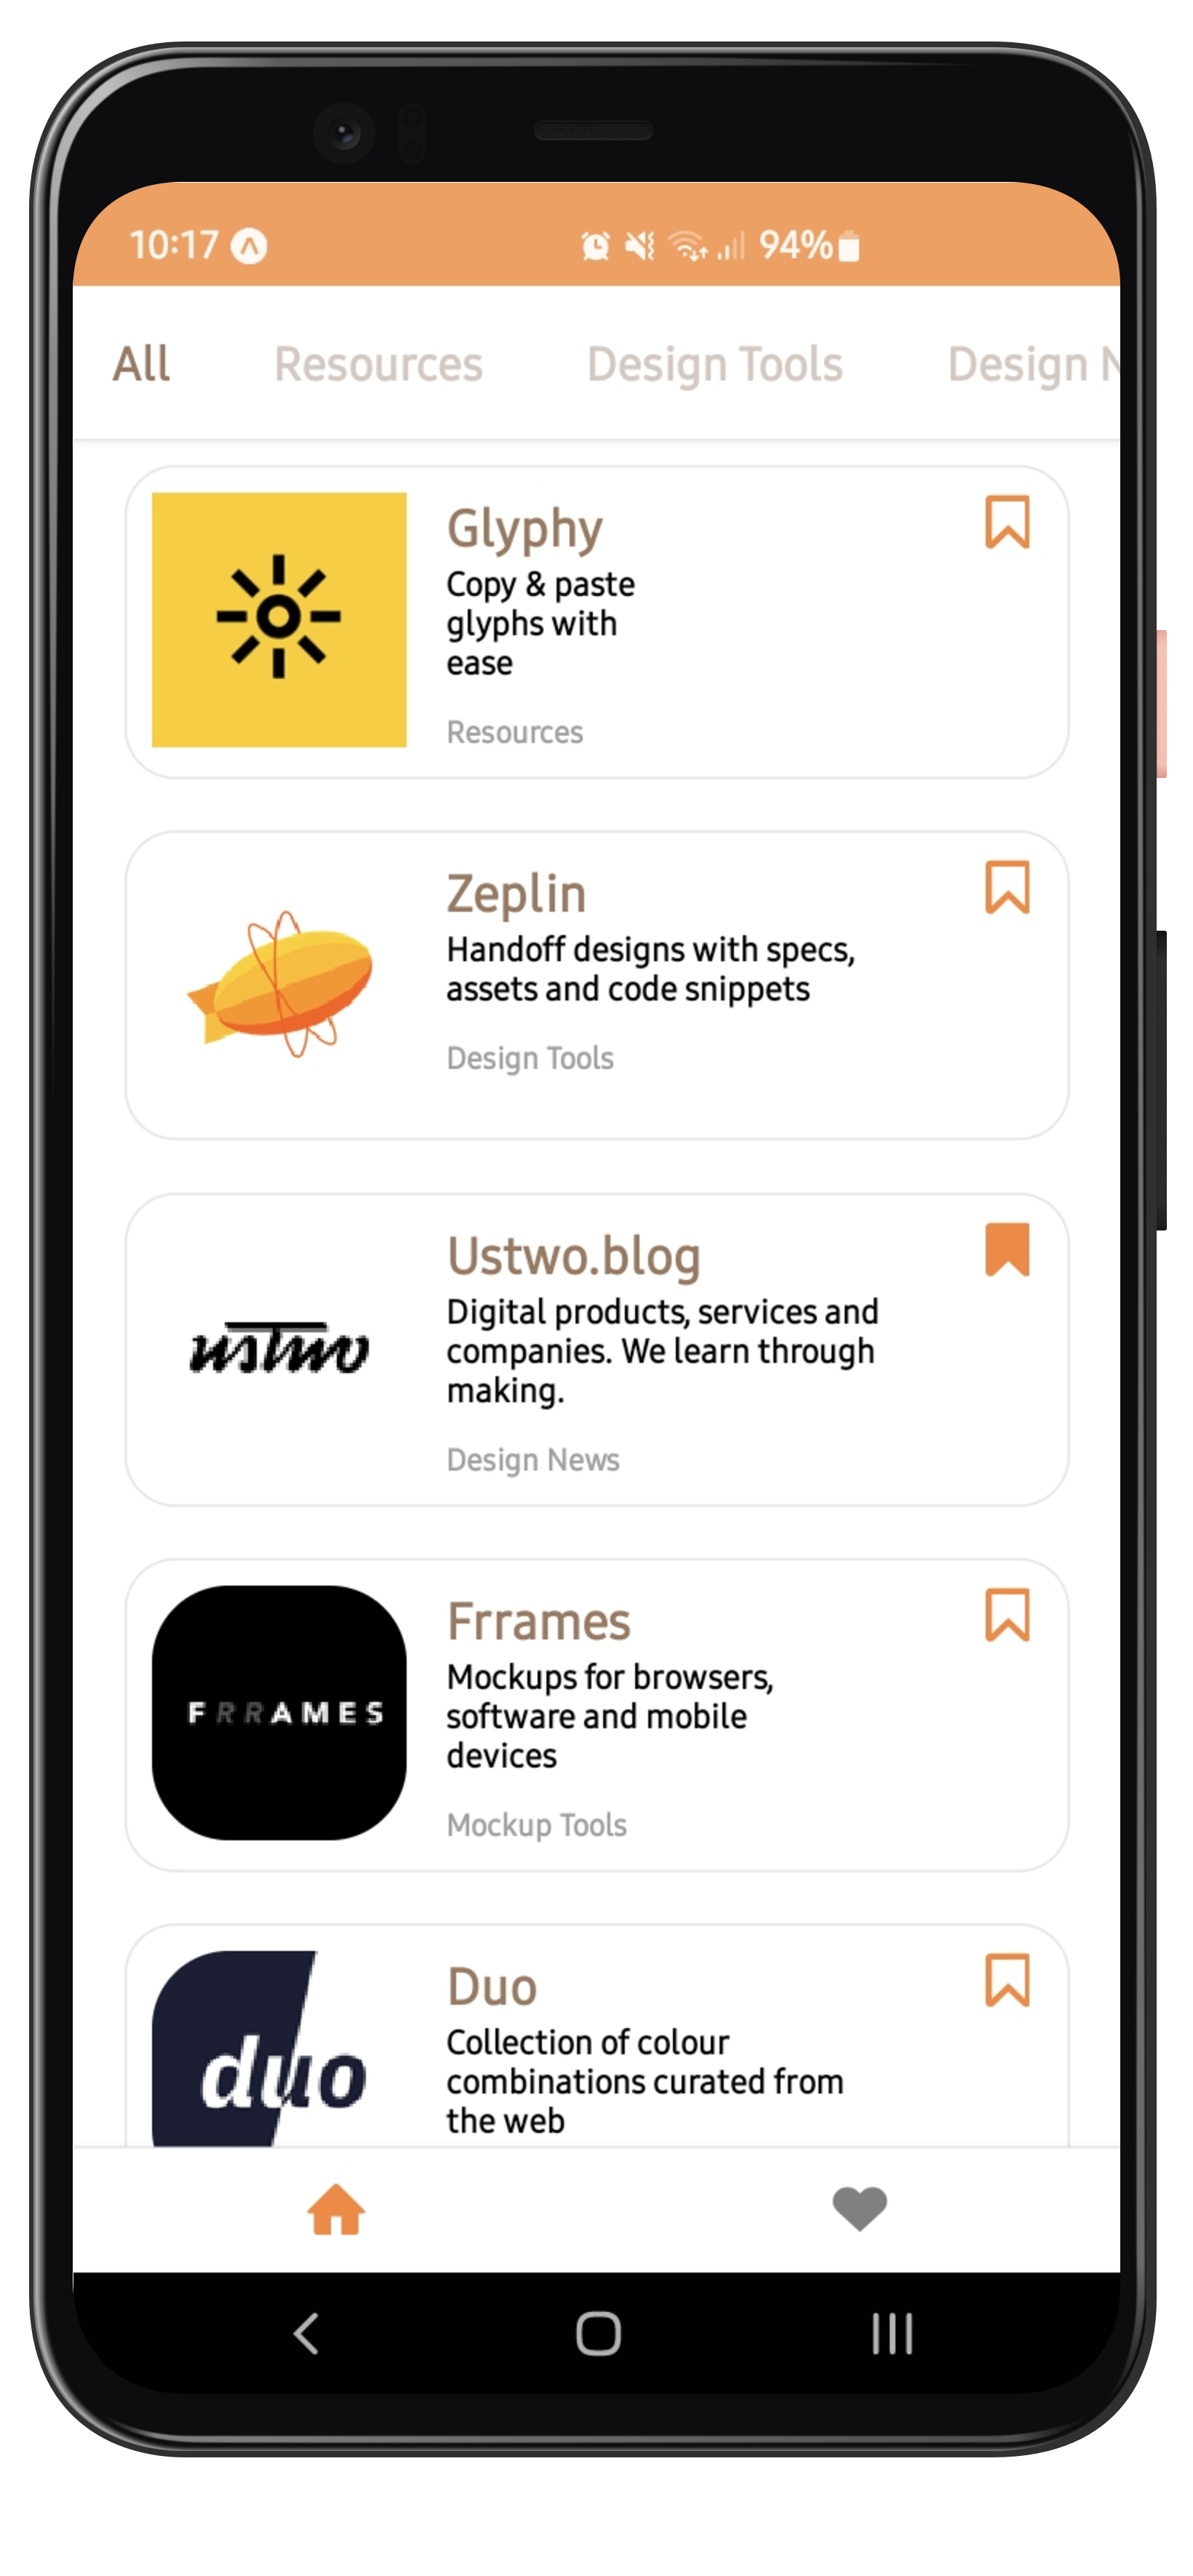 10:17 94%
All Resources Design Tools Design N
Glyphy
Copy & paste
glyphs with
ease
Resources
Zeplin
Handoff designs with specs,
assets and code snippets
Design Tools
ustwo
Ustwo.blog
Digital products, services and
companies. We learn through
making.
Design News
FRRAMES
Frrames
Mockups for browsers,
software and mobile
devices
Mockup Tools
duo
Duo
Collection of colour
combinations curated from
the web